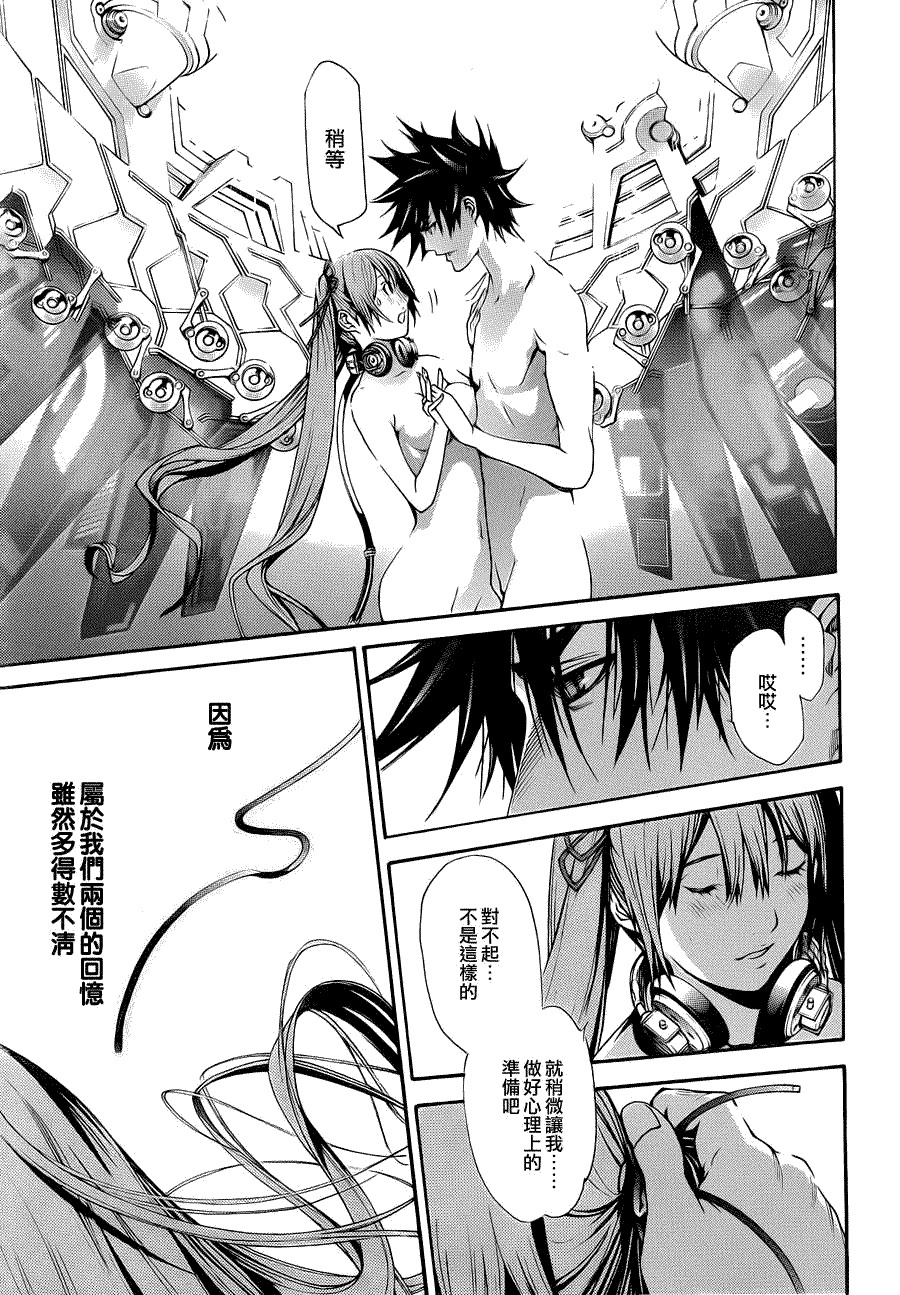 稍等
……
哎哎…
對不起…
不是這樣的
就稍微讓我……
做好心理上的
準備吧
因爲
屬於我們兩個的回憶
雖然多得數不淸